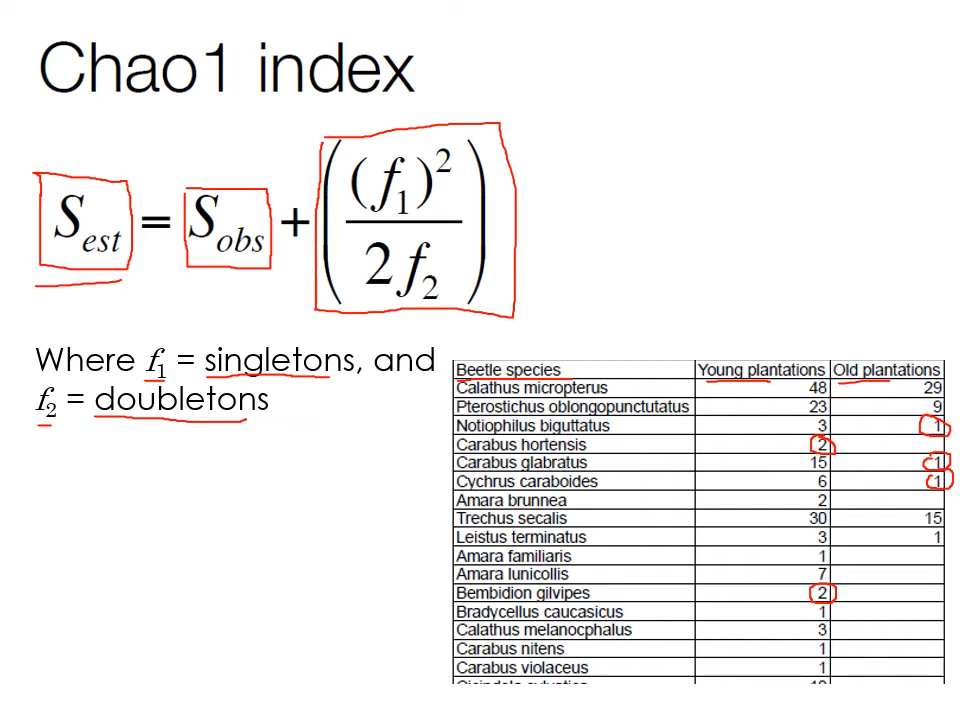 Chao1 index
S_est = S_obs + ( (f_1)^2 / 2f_2 )
Where f_1 = singletons, and
f_2 = doubletons
Beetle species Young plantations Old plantations
Calathus micropterus 48 29
Pterostichus oblongopunctutatus 23 9
Notiophilus biguttatus 3 1
Carabus hortensis 2
Carabus glabratus 15 1
Cychrus caraboides 6 1
Amara brunnea 2
Trechus secalis 30 15
Leistus terminatus 3 1
Amara familiaris 1
Amara lunicollis 7
Bembidion gilvipes 2
Bradycellus caucasicus 1
Calathus melanocphalus 3
Carabus nitens 1
Carabus violaceus 1